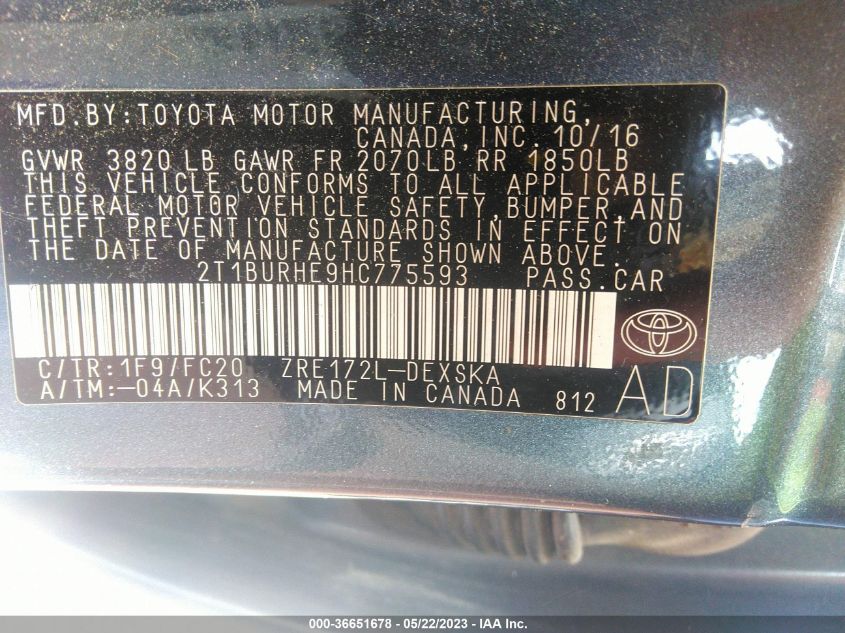 MFD.BY:TOYOTA MOTOR MANUFACTURING,
CANADA,INC. 10/16
GVWR 3820 LB GAWR FR 2070LB RR 1850LB
THIS VEHICLE CONFORMS TO ALL APPLICABLE
FEDERAL MOTOR VEHICLE SAFETY,BUMPER,AND
THEFT PREVENTION STANDARDS IN EFFECT ON
THE DATE OF MANUFACTURE SHOWN ABOVE.
2T1BURHE9HC775593 PASS.CAR
C/TR:1F9/FC20 ZRE172L-DEXSKA
A/TM:-04A/K313 MADE IN CANADA 812 AD
000-36651678 - 05/22/2023 - IAA Inc.